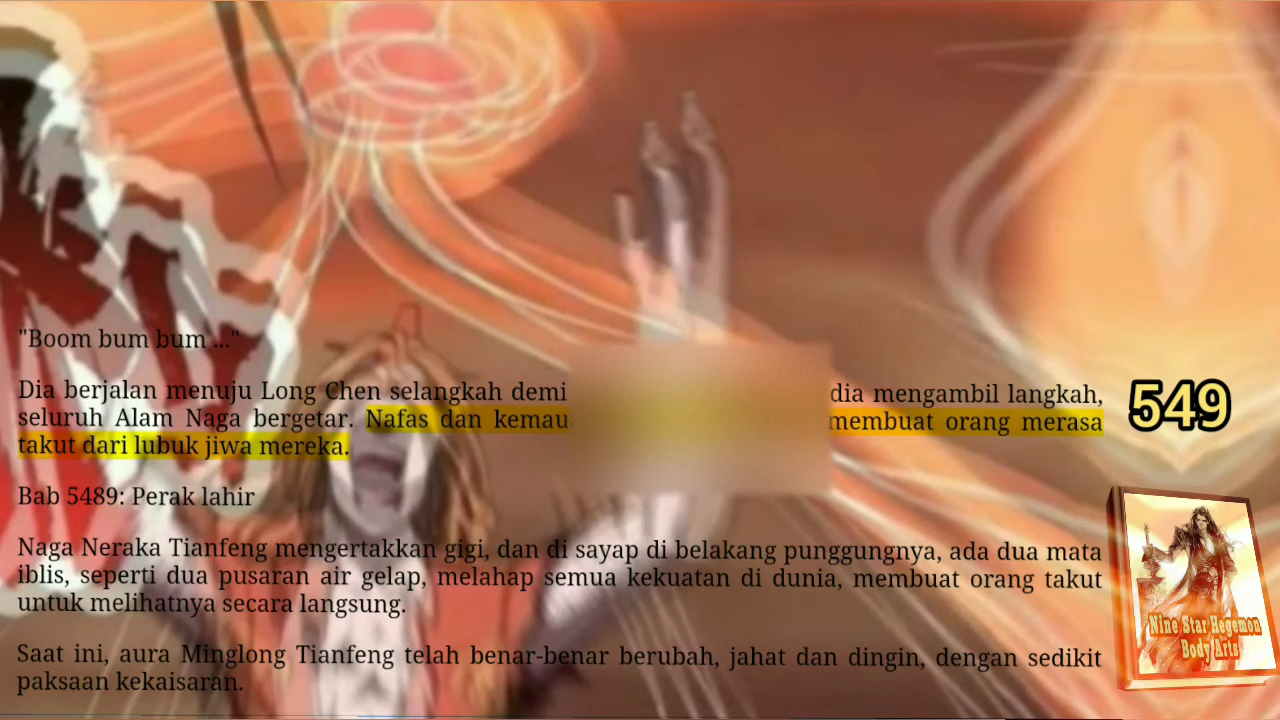 "Boom bum bum ..."
Dia berjalan menuju Long Chen selangkah demi dia mengambil langkah,
seluruh Alam Naga bergetar. Nafas dan kemau membuat orang merasa
takut dari lubuk jiwa mereka.
549
Bab 5489: Perak lahir
Naga Neraka Tianfeng mengertakkan gigi, dan di sayap di belakang punggungnya, ada dua mata
iblis, seperti dua pusaran air gelap, melahap semua kekuatan di dunia, membuat orang takut
untuk melihatnya secara langsung.
Saat ini, aura Minglong Tianfeng telah benar-benar berubah, jahat dan dingin, dengan sedikit
paksaan kekaisaran.
Nine Star Hegemon
Body Arts